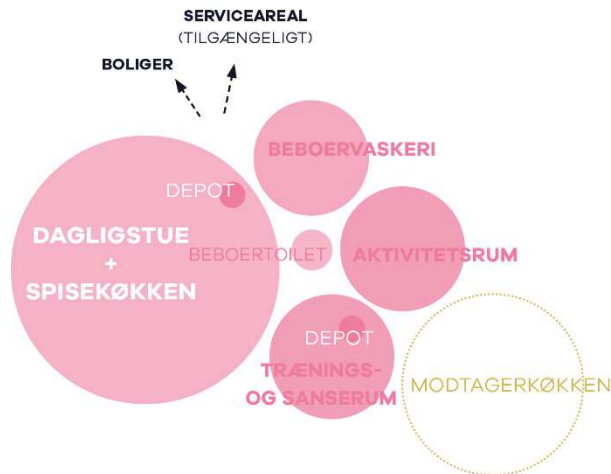 SERVICEAREAL
(TILGÆNGELIGT)
BOLIGER
BEBOERVASKERI
DEPOT
DAGLIGSTUE
+
SPISEKØKKEN
BEBOERTOILET
AKTIVITETSRUM
DEPOT
TRÆNINGS-
OG SANSERUM
MODTAGERKØKKEN